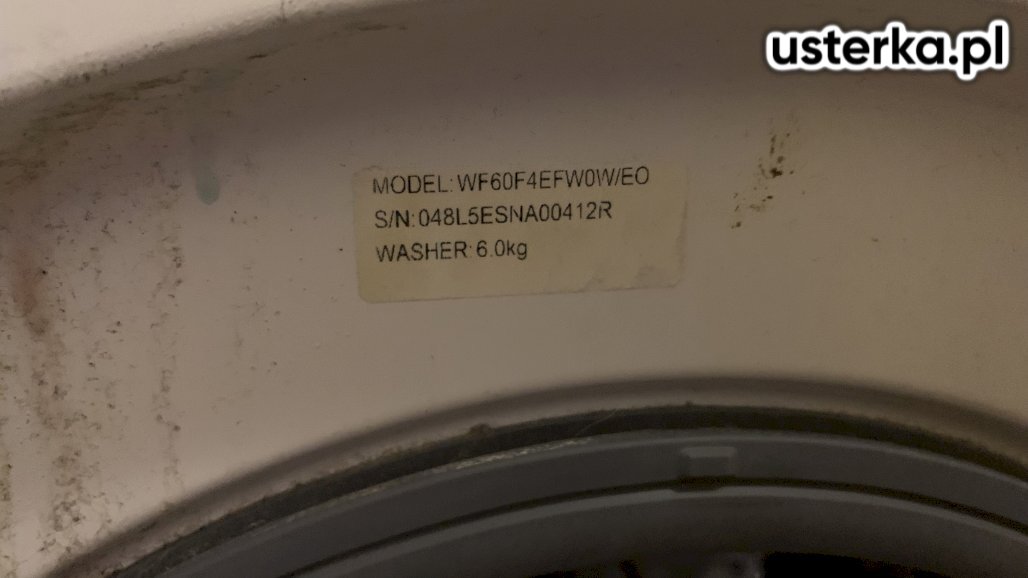 usterka.pl
MODEL: WF60F4EFW0W/EO
S/N: 048L5ESNA00412R
WASHER: 6.0kg